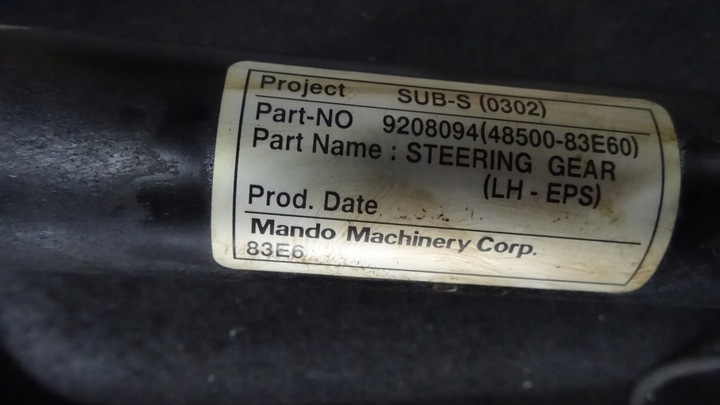 Project SUB-S (0302)
Part-NO 9208094(48500-83E60)
Part Name : STEERING GEAR
(LH - EPS)
Prod. Date
Mando Machinery Corp.
83E6